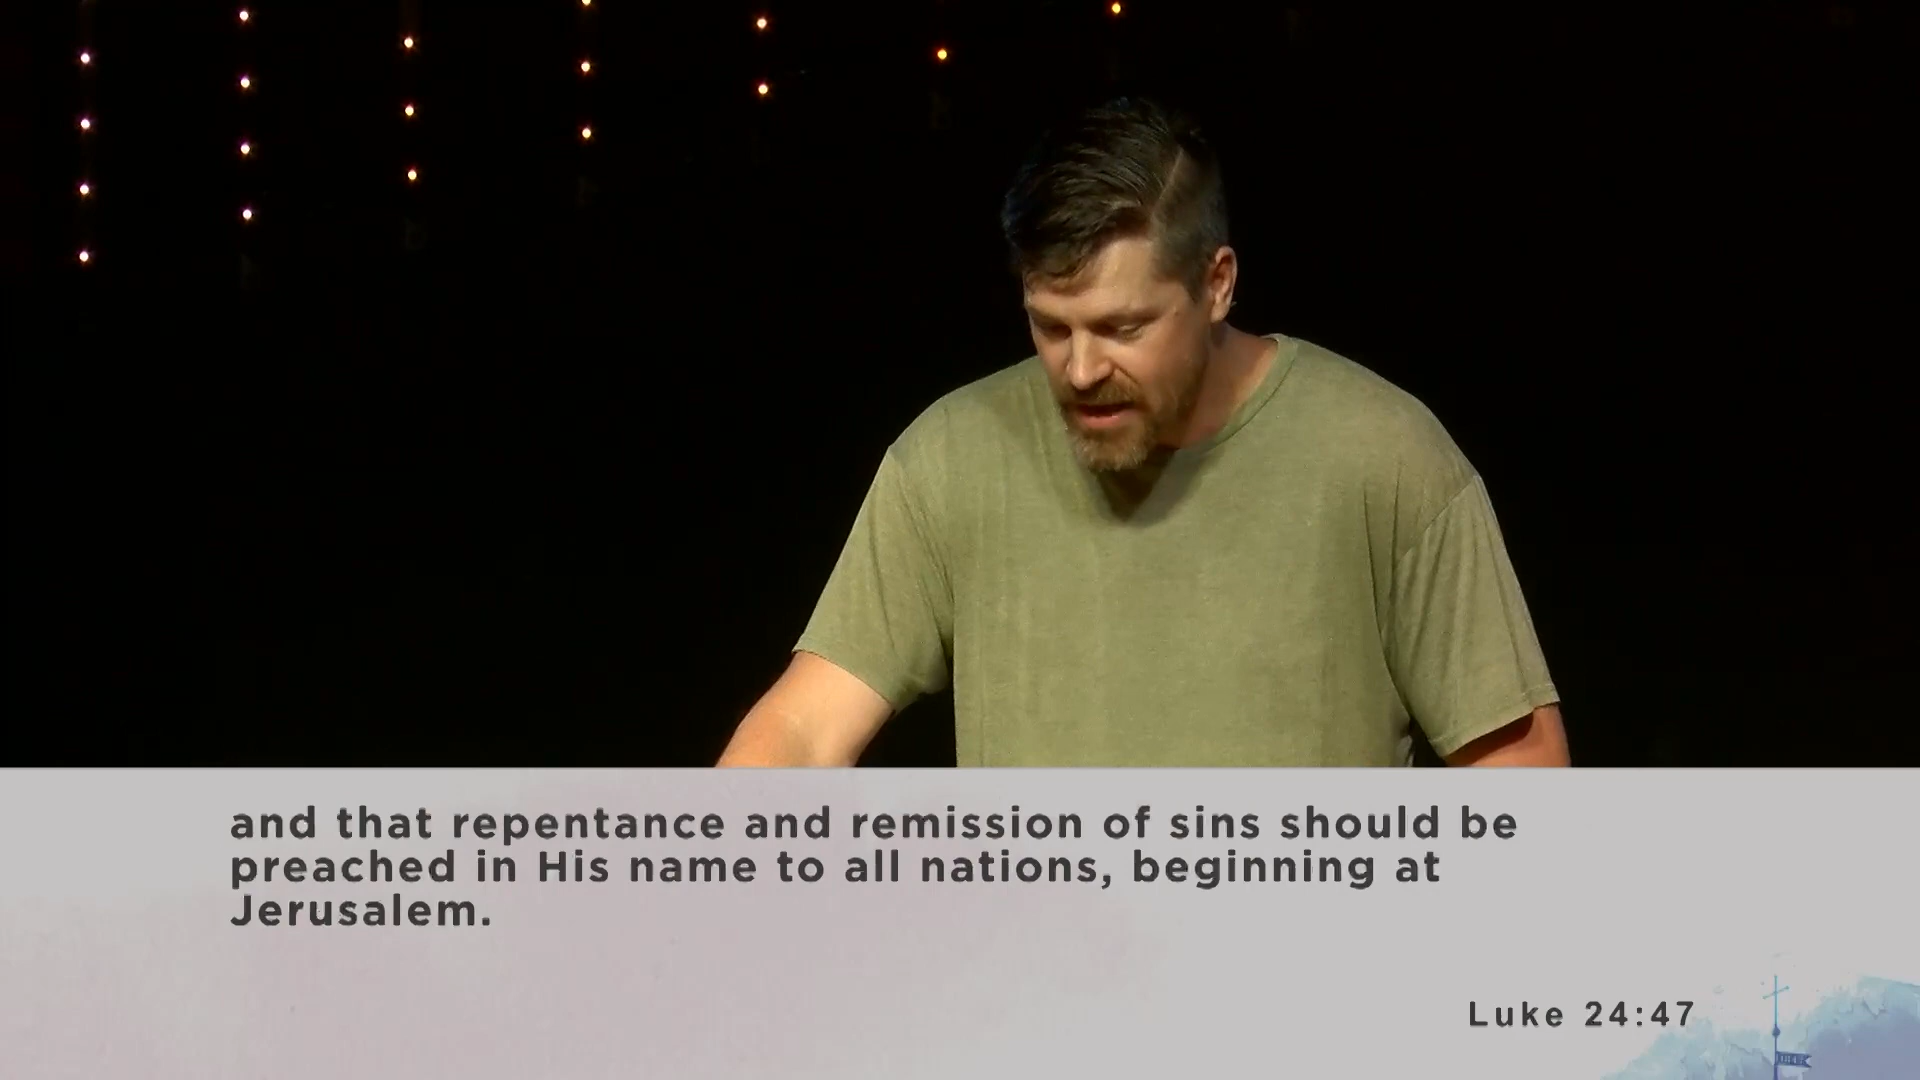 and that repentance and remission of sins should be
preached in His name to all nations, beginning at
Jerusalem.
Luke 24:47